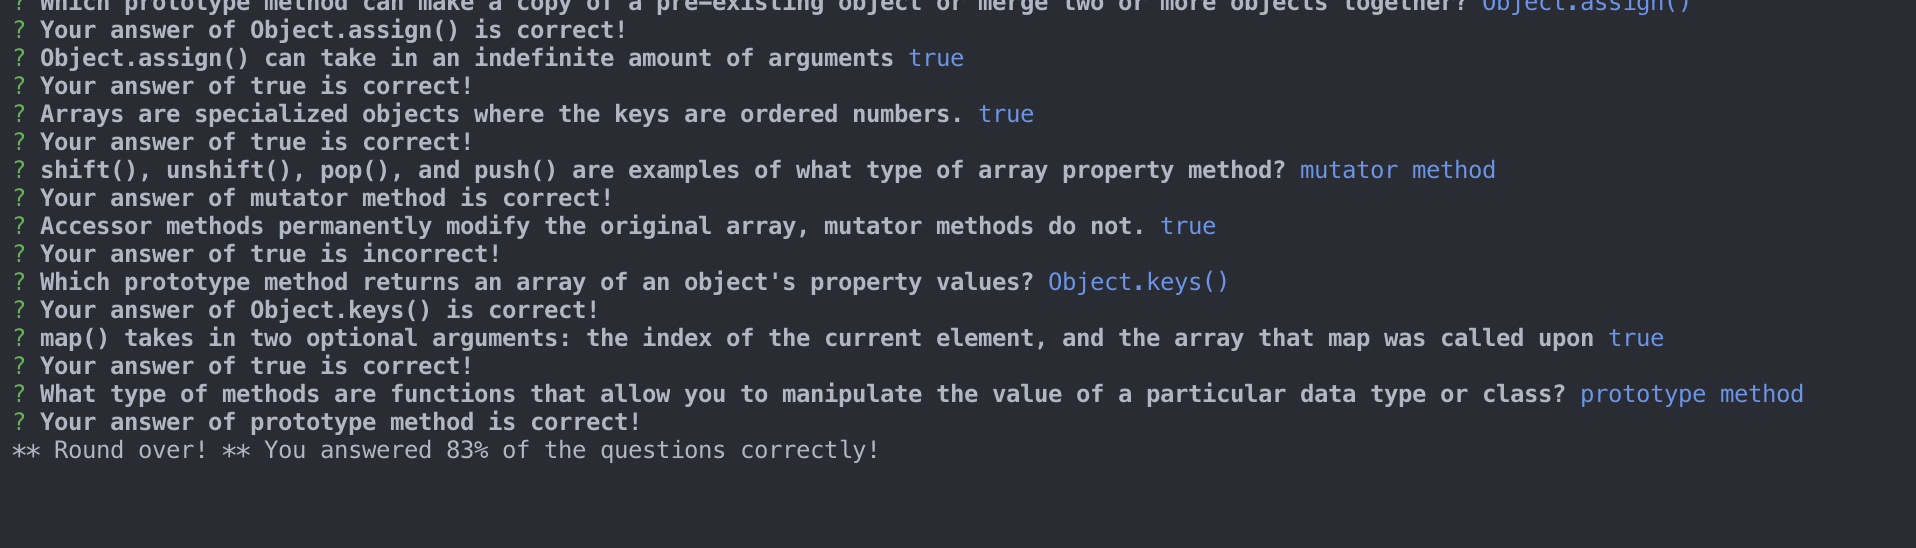 ? Which prototype method can make a copy of a pre-existing object or merge two or more objects together? Object.assign()
? Your answer of Object.assign() is correct!
? Object.assign() can take in an indefinite amount of arguments true
? Your answer of true is correct!
? Arrays are specialized objects where the keys are ordered numbers. true
? Your answer of true is correct!
? shift(), unshift(), pop(), and push() are examples of what type of array property method? mutator method
? Your answer of mutator method is correct!
? Accessor methods permanently modify the original array, mutator methods do not. true
? Your answer of true is incorrect!
? Which prototype method returns an array of an object's property values? Object.keys()
? Your answer of Object.keys() is correct!
? map() takes in two optional arguments: the index of the current element, and the array that map was called upon true
? Your answer of true is correct!
? What type of methods are functions that allow you to manipulate the value of a particular data type or class? prototype method
? Your answer of prototype method is correct!
** Round over! ** You answered 83% of the questions correctly!